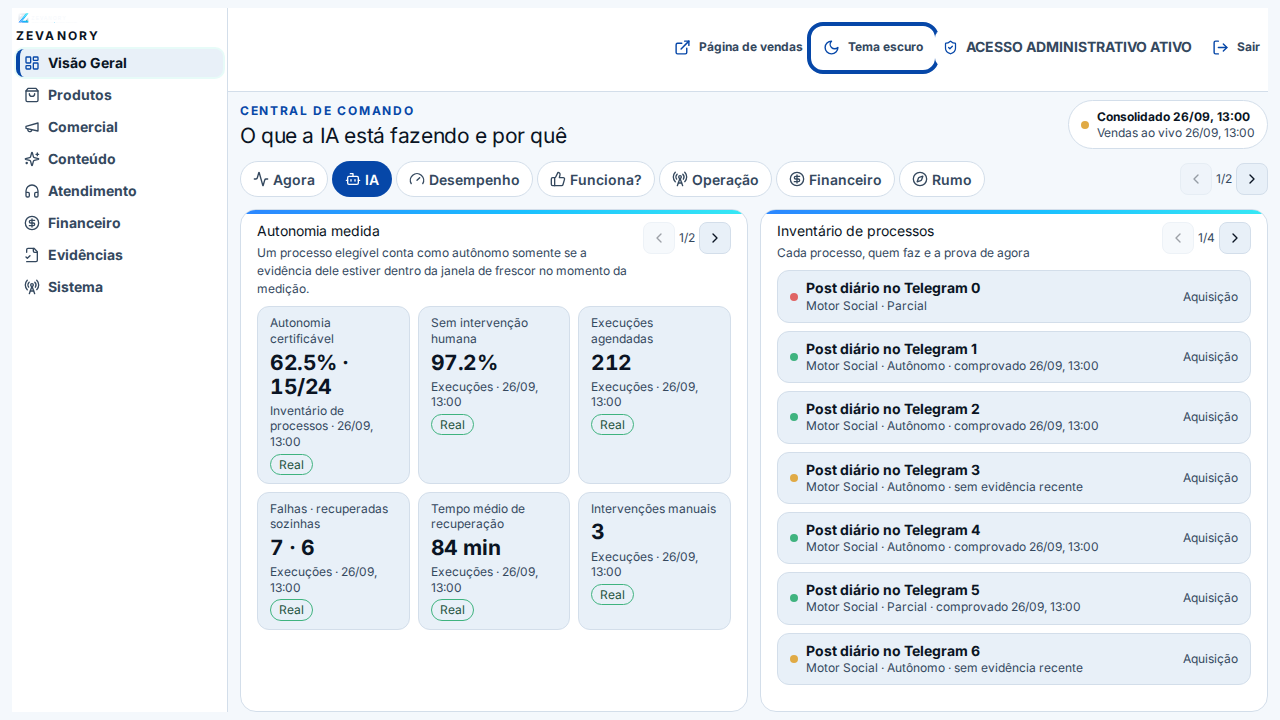 ZEVANORY
Visão Geral
Produtos
Comercial
Conteúdo
Atendimento
Financeiro
Evidências
Sistema
Página de vendas
Tema escuro
ACESSO ADMINISTRATIVO ATIVO
Sair
CENTRAL DE COMANDO
O que a IA está fazendo e por quê
Consolidado 26/09, 13:00
Vendas ao vivo 26/09, 13:00
Agora
IA
Desempenho
Funciona?
Operação
Financeiro
Rumo
1/2
Autonomia medida
Um processo elegível conta como autônomo somente se a
evidência dele estiver dentro da janela de frescor no momento da
medição.
1/2
Autonomia
certificável
62.5% ·
15/24
Inventário de
processos · 26/09,
13:00
Real
Sem intervenção
humana
97.2%
Execuções · 26/09,
13:00
Real
Execuções
agendadas
212
Execuções · 26/09,
13:00
Real
Falhas · recuperadas
sozinhas
7 · 6
Execuções · 26/09,
13:00
Real
Tempo médio de
recuperação
84 min
Execuções · 26/09,
13:00
Real
Intervenções manuais
3
Execuções · 26/09,
13:00
Real
Inventário de processos
Cada processo, quem faz e a prova de agora
1/4
Post diário no Telegram 0
Motor Social · Parcial
Aquisição
Post diário no Telegram 1
Motor Social · Autônomo · comprovado 26/09, 13:00
Aquisição
Post diário no Telegram 2
Motor Social · Autônomo · comprovado 26/09, 13:00
Aquisição
Post diário no Telegram 3
Motor Social · Autônomo · sem evidência recente
Aquisição
Post diário no Telegram 4
Motor Social · Autônomo · comprovado 26/09, 13:00
Aquisição
Post diário no Telegram 5
Motor Social · Parcial · comprovado 26/09, 13:00
Aquisição
Post diário no Telegram 6
Motor Social · Autônomo · sem evidência recente
Aquisição